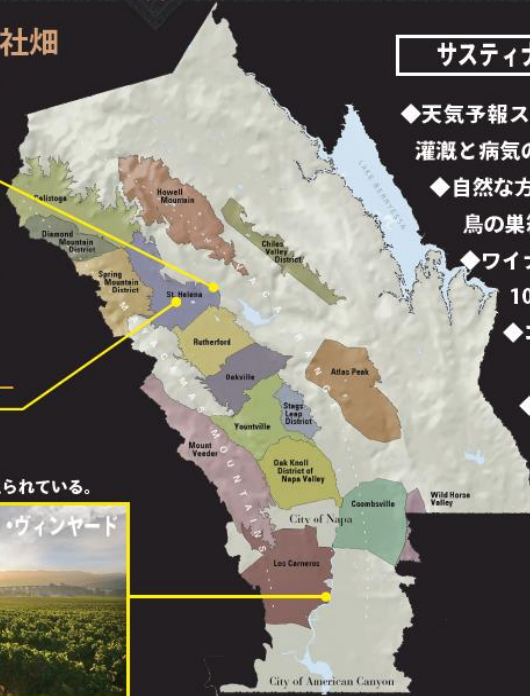 社畑
サスティナ
◆天気予報ス
灌漑と病気の
◆自然な方
鳥の巣
◆ワイナ
10
LAKE BERRYESSA
Calistoga
Howell
Mountain
Diamond
Mountain
District
Chiles
Valley
District
Spring
Mountain
District
St. Helena
Rutherford
Oakville
Atlas Peak
Stags
Leap
District
Yountville
Mount
Veeder
Oak Knoll
District of
Napa Valley
MAYACAMAS MOUNTAINS
VACA RANGE
Coombsville
Wild Horse
Valley
City of Napa
Los Carneros
City of American Canyon
られている。
・ヴィンヤード